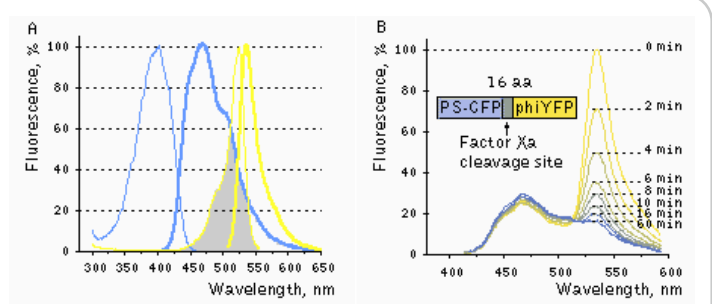 A
Fluorescence, %
100
80
60
40
20
0
300 350 400 450 500 550 600 650
Wavelength, nm
B
Fluorescence, %
100
80
60
40
20
0
16 aa
PS-GFP phiYFP
Factor Xa
cleavage site
0 min
2 min
4 min
6 min
8 min
10 min
16 min
60 min
400 450 500 550 600
Wavelength, nm